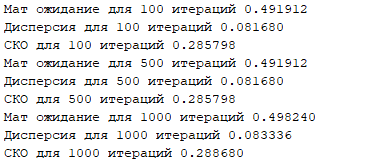 Мат ожидание для 100 итераций 0.491912
Дисперсия для 100 итераций 0.081680
СКО для 100 итераций 0.285798
Мат ожидание для 500 итераций 0.491912
Дисперсия для 500 итераций 0.081680
СКО для 500 итераций 0.285798
Мат ожидание для 1000 итераций 0.498240
Дисперсия для 1000 итераций 0.083336
СКО для 1000 итераций 0.288680